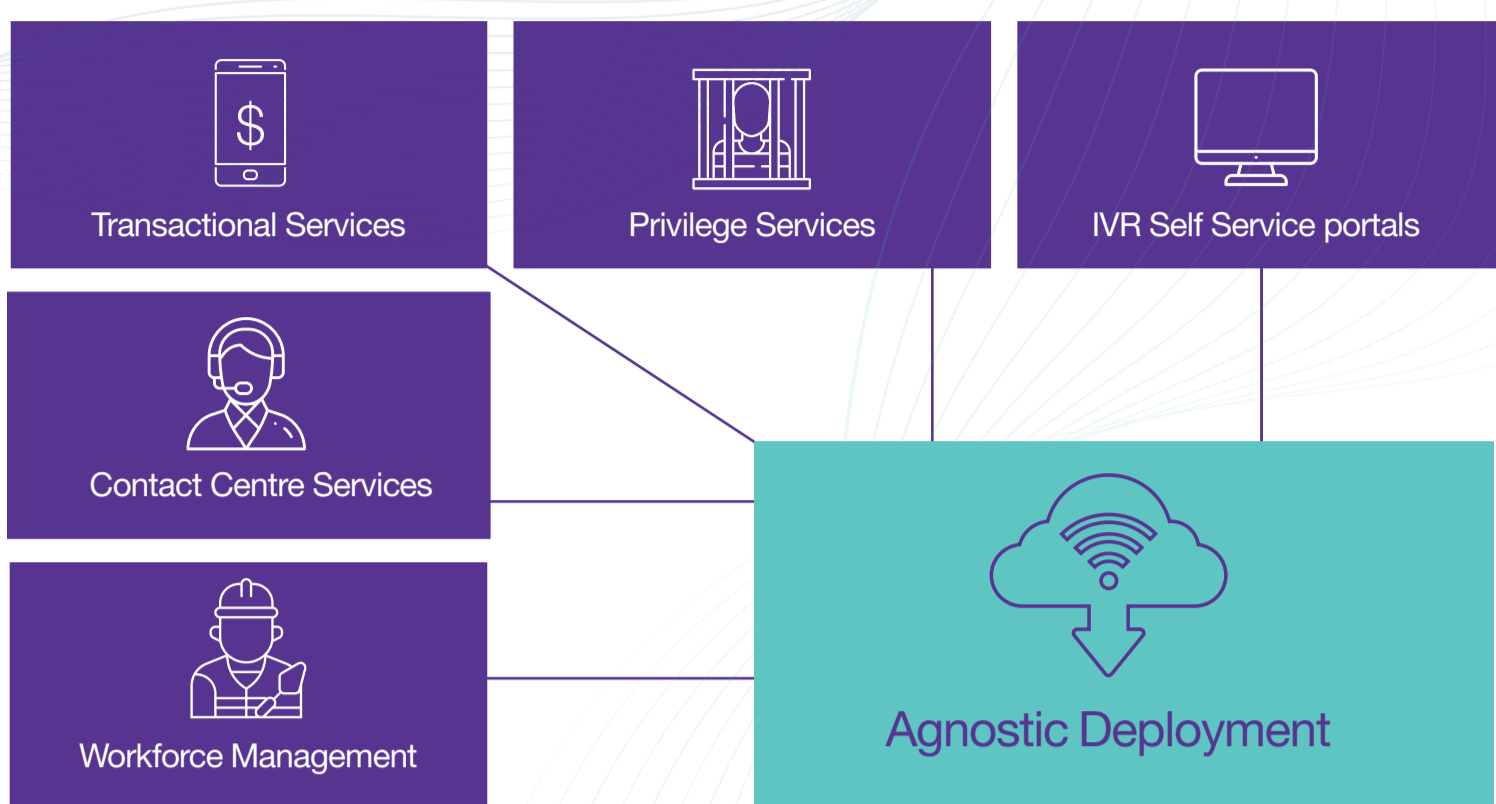 $
Transactional Services
Privilege Services
IVR Self Service portals
Contact Centre Services
Workforce Management
Agnostic Deployment